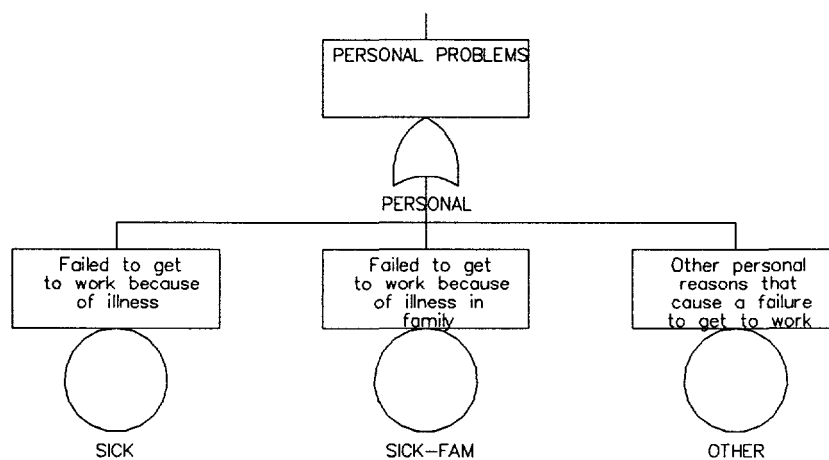 PERSONAL PROBLEMS
PERSONAL
Failed to get
to work because
of illness
Failed to get
to work because
of illness in
family
Other personal
reasons that
cause a failure
to get to work
SICK
SICK-FAM
OTHER